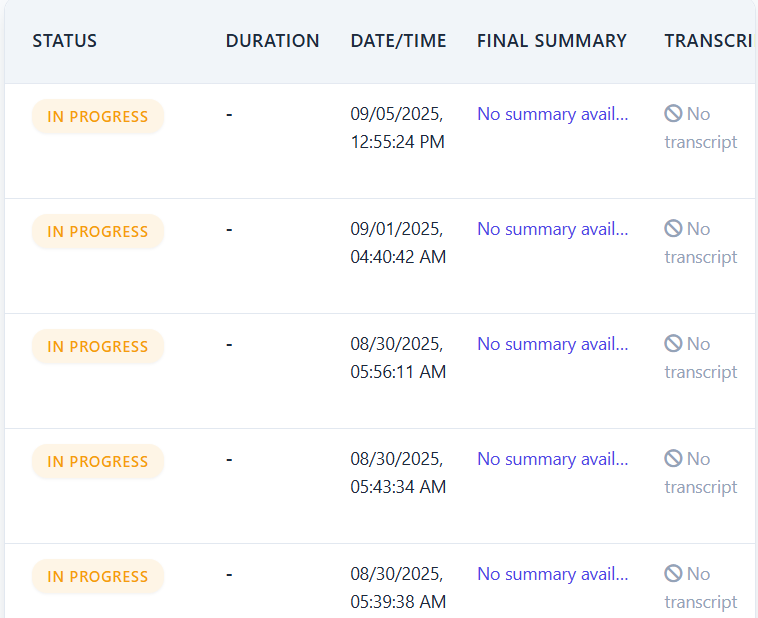 STATUS DURATION DATE/TIME FINAL SUMMARY TRANSCRI
IN PROGRESS - 09/05/2025, No summary avail... No
12:55:24 PM transcript
IN PROGRESS - 09/01/2025, No summary avail... No
04:40:42 AM transcript
IN PROGRESS - 08/30/2025, No summary avail... No
05:56:11 AM transcript
IN PROGRESS - 08/30/2025, No summary avail... No
05:43:34 AM transcript
IN PROGRESS - 08/30/2025, No summary avail... No
05:39:38 AM transcript